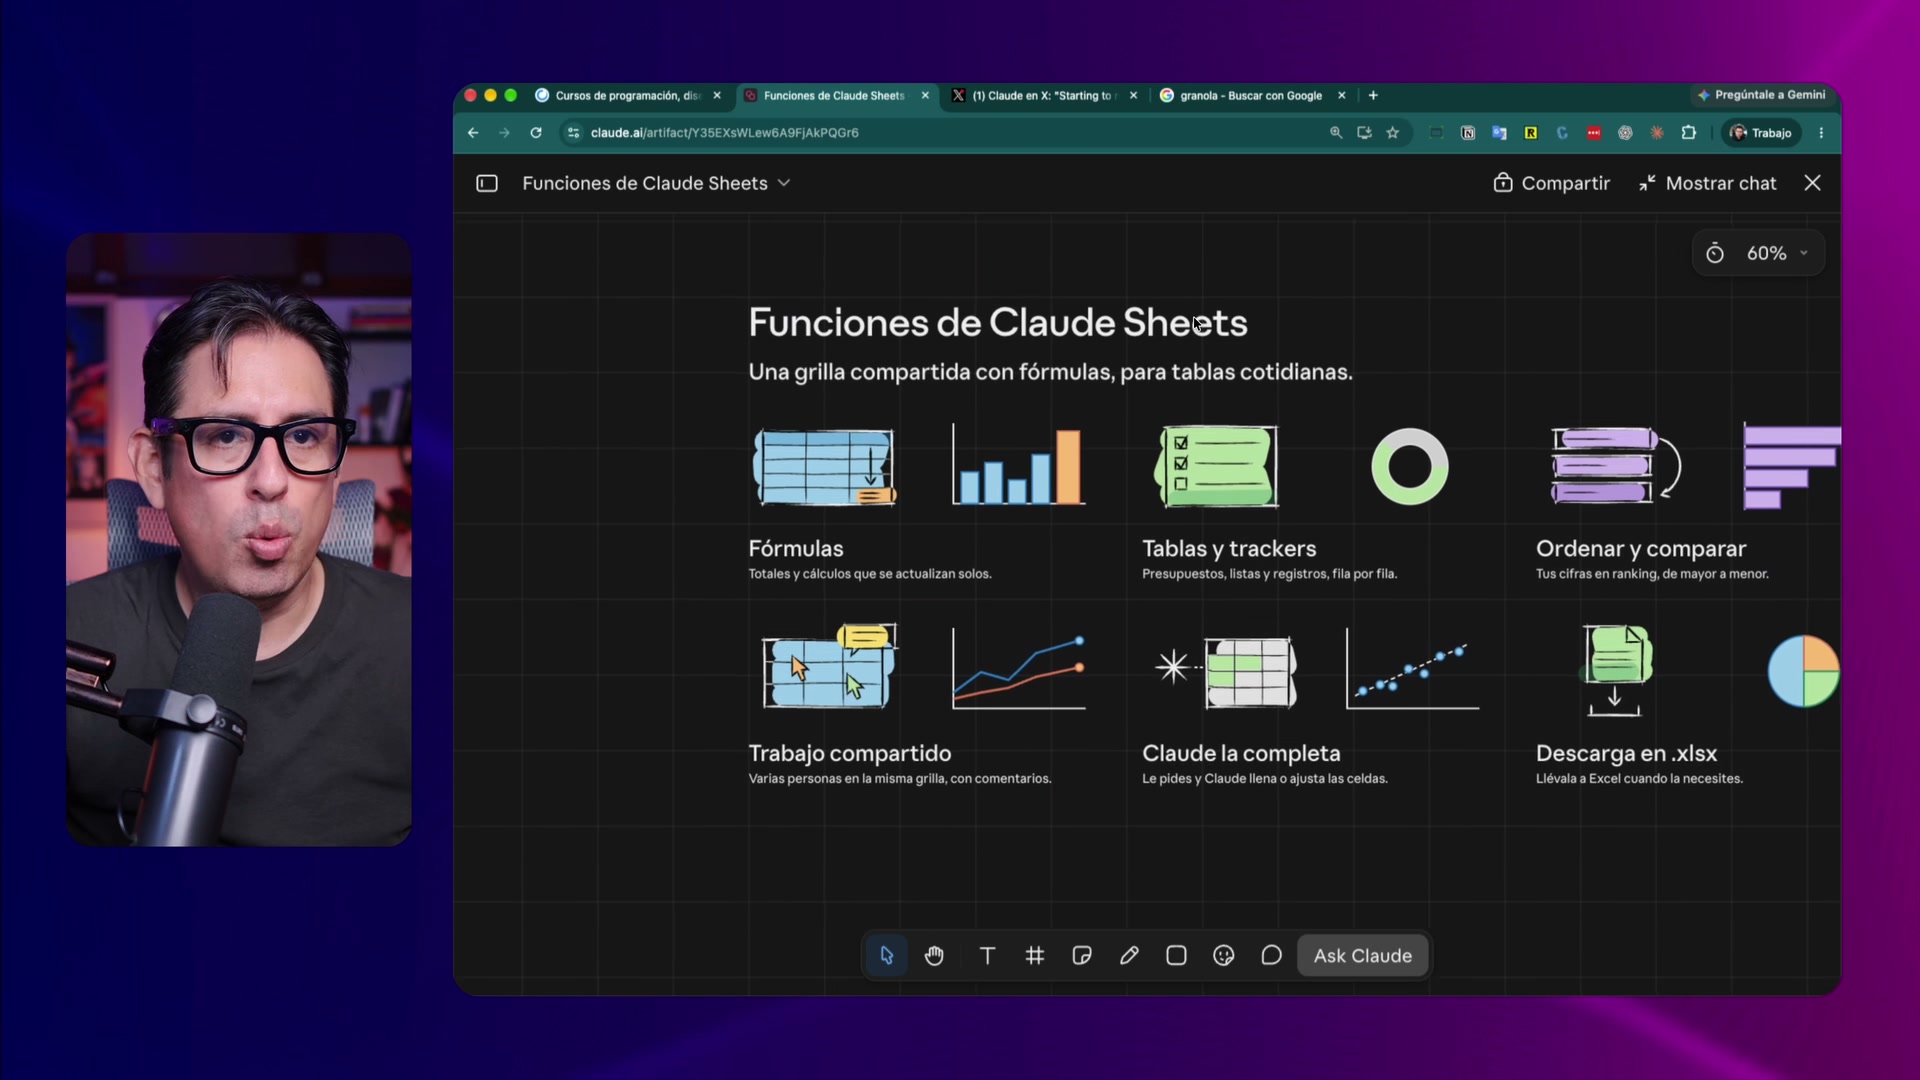 Cursos de programación, dis
Funciones de Claude Sheets
(1) Claude en X: "Starting to
granola - Buscar con Google
Pregúntale a Gemini
claude.ai/artifact/Y35EXsWLew6A9FjAkPQGr6
Trabajo
Funciones de Claude Sheets
Compartir
Mostrar chat
60%
Funciones de Claude Sheets
Una grilla compartida con fórmulas, para tablas cotidianas.
Fórmulas
Totales y cálculos que se actualizan solos.
Tablas y trackers
Presupuestos, listas y registros, fila por fila.
Ordenar y comparar
Tus cifras en ranking, de mayor a menor.
Trabajo compartido
Varias personas en la misma grilla, con comentarios.
Claude la completa
Le pides y Claude llena o ajusta las celdas.
Descarga en .xlsx
Llévala a Excel cuando la necesites.
Ask Claude